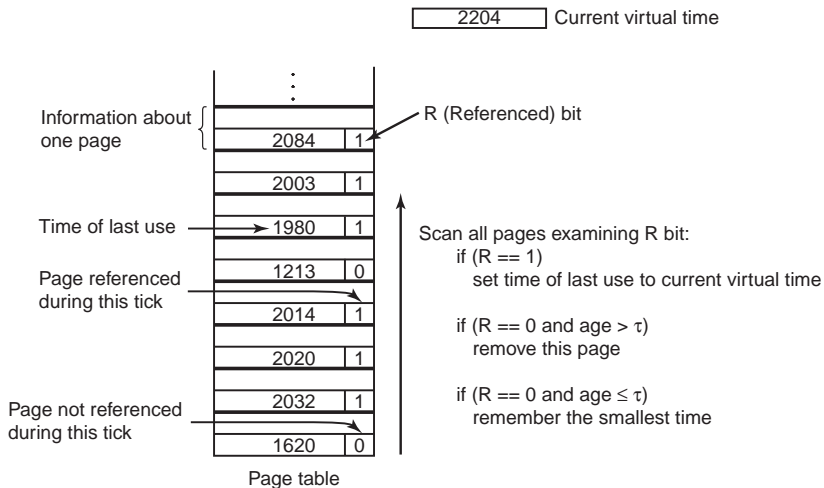 2204 Current virtual time
Information about
one page
R (Referenced) bit
2084 1
2003 1
Time of last use
1980 1
1213 0
Page referenced
during this tick
2014 1
2020 1
2032 1
Page not referenced
during this tick
1620 0
Page table
Scan all pages examining R bit:
if (R == 1)
set time of last use to current virtual time
if (R == 0 and age > τ)
remove this page
if (R == 0 and age ≤ τ)
remember the smallest time